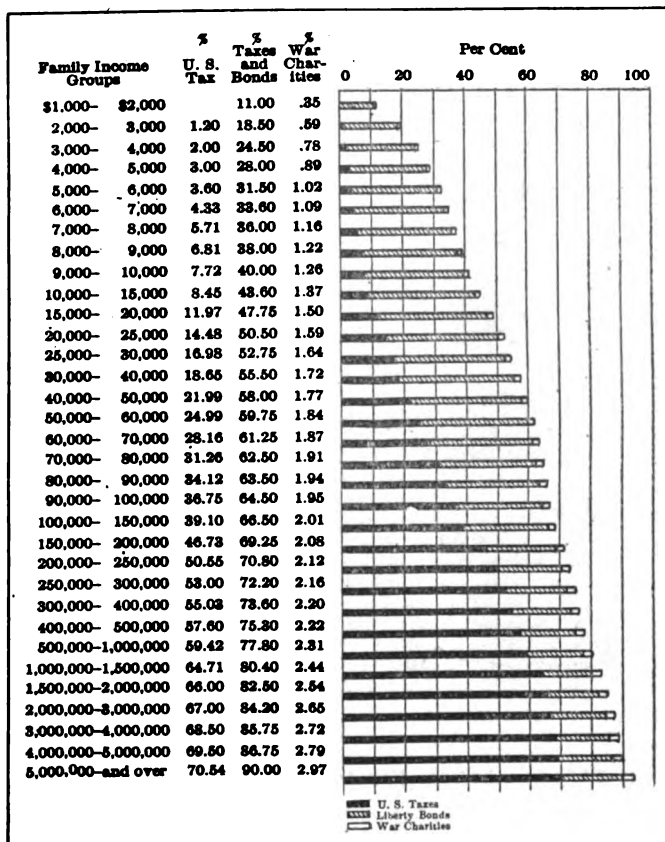 % % %
Family Income Groups U. S. Tax Taxes and Bonds War Char- ities Per Cent
0 20 40 60 80 100
$1,000— $2,000 11.00 .35
2,000— 3,000 1.20 18.50 .59
3,000— 4,000 2.00 24.50 .78
4,000— 5,000 3.00 28.00 .89
5,000— 6,000 3.60 31.50 1.02
6,000— 7,000 4.33 33.60 1.09
7,000— 8,000 5.71 36.00 1.16
8,000— 9,000 6.81 38.00 1.22
9,000— 10,000 7.72 40.00 1.26
10,000— 15,000 8.45 43.60 1.37
15,000— 20,000 11.97 47.75 1.50
20,000— 25,000 14.48 50.50 1.59
25,000— 30,000 16.98 52.75 1.64
30,000— 40,000 18.65 55.50 1.72
40,000— 50,000 21.99 58.00 1.77
50,000— 60,000 24.99 59.75 1.84
60,000— 70,000 28.16 61.25 1.87
70,000— 80,000 31.26 62.50 1.91
80,000— 90,000 34.12 63.50 1.94
90,000— 100,000 36.75 64.50 1.95
100,000— 150,000 39.10 66.50 2.01
150,000— 200,000 46.73 69.25 2.08
200,000— 250,000 50.55 70.80 2.12
250,000— 300,000 53.00 72.20 2.16
300,000— 400,000 55.03 73.60 2.20
400,000— 500,000 57.60 75.30 2.22
500,000—1,000,000 59.42 77.80 2.31
1,000,000—1,500,000 64.71 80.40 2.44
1,500,000—2,000,000 66.00 82.50 2.54
2,000,000—3,000,000 67.00 84.20 2.65
3,000,000—4,000,000 68.50 85.75 2.72
4,000,000—5,000,000 69.50 86.75 2.79
5,000,000—and over 70.54 90.00 2.97
U. S. Taxes
Liberty Bonds
War Charities